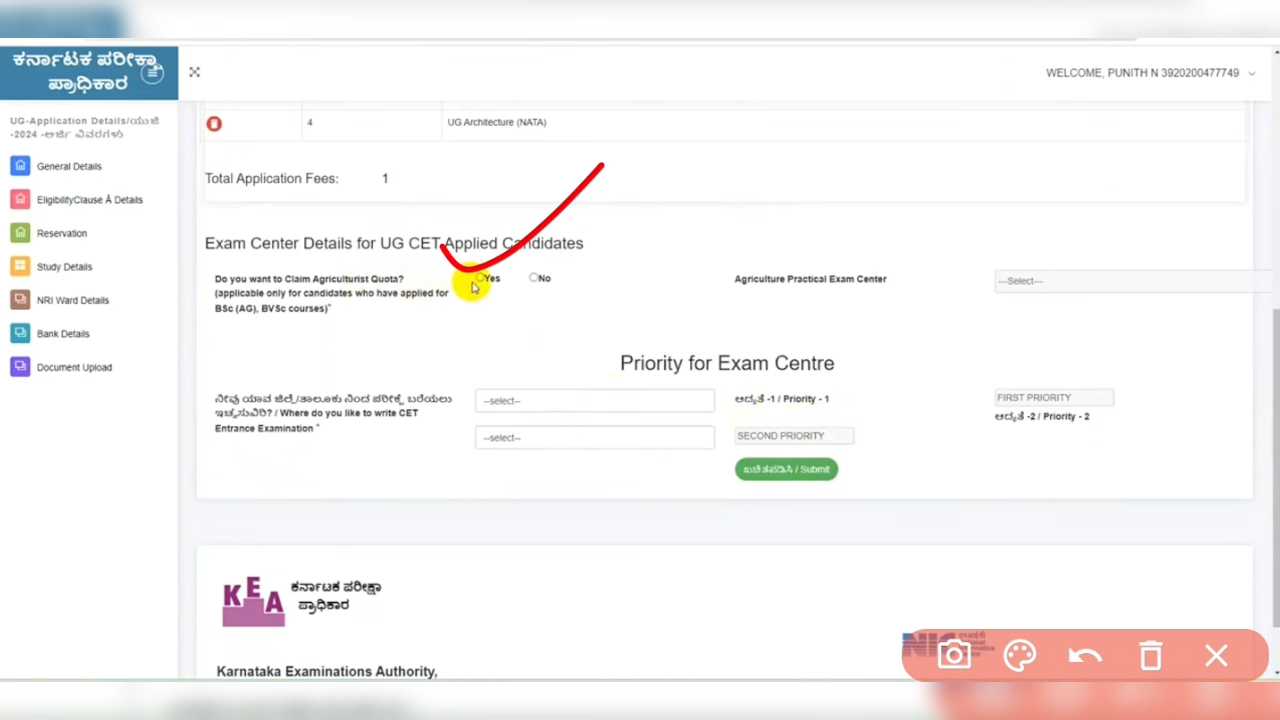 ಕರ್ನಾಟಕ ಪರೀಕ್ಷಾ
ಪ್ರಾಧಿಕಾರ
WELCOME, PUNITH N 3920200477749
UG-Application Details/ಯುಜಿ
-2024 -ಅರ್ಜಿ ವಿವರಗಳು
General Details
EligibilityClause Â Details
Reservation
Study Details
NRI Ward Details
Bank Details
Document Upload
4 UG Architecture (NATA)
Total Application Fees: 1
Exam Center Details for UG CET Applied Candidates
Do you want to Claim Agriculturist Quota?
(applicable only for candidates who have applied for
BSc (AG), BVSc courses)*
Yes No
Agriculture Practical Exam Center
---Select---
Priority for Exam Centre
ನೀವು ಯಾವ ಜಿಲ್ಲೆ/ತಾಲೂಕು ನಿಂದ ಪರೀಕ್ಷೆ ಬರೆಯಲು
ಇಚ್ಛಿಸುವಿರಿ? / Where do you like to write CET
Entrance Examination *
--select--
ಆದ್ಯತೆ -1 / Priority - 1
FIRST PRIORITY
ಆದ್ಯತೆ -2 / Priority - 2
--select--
SECOND PRIORITY
ಖಚಿತಪಡಿಸಿ / Submit
KEA
ಕರ್ನಾಟಕ ಪರೀಕ್ಷಾ
ಪ್ರಾಧಿಕಾರ
Karnataka Examinations Authority,
NIC